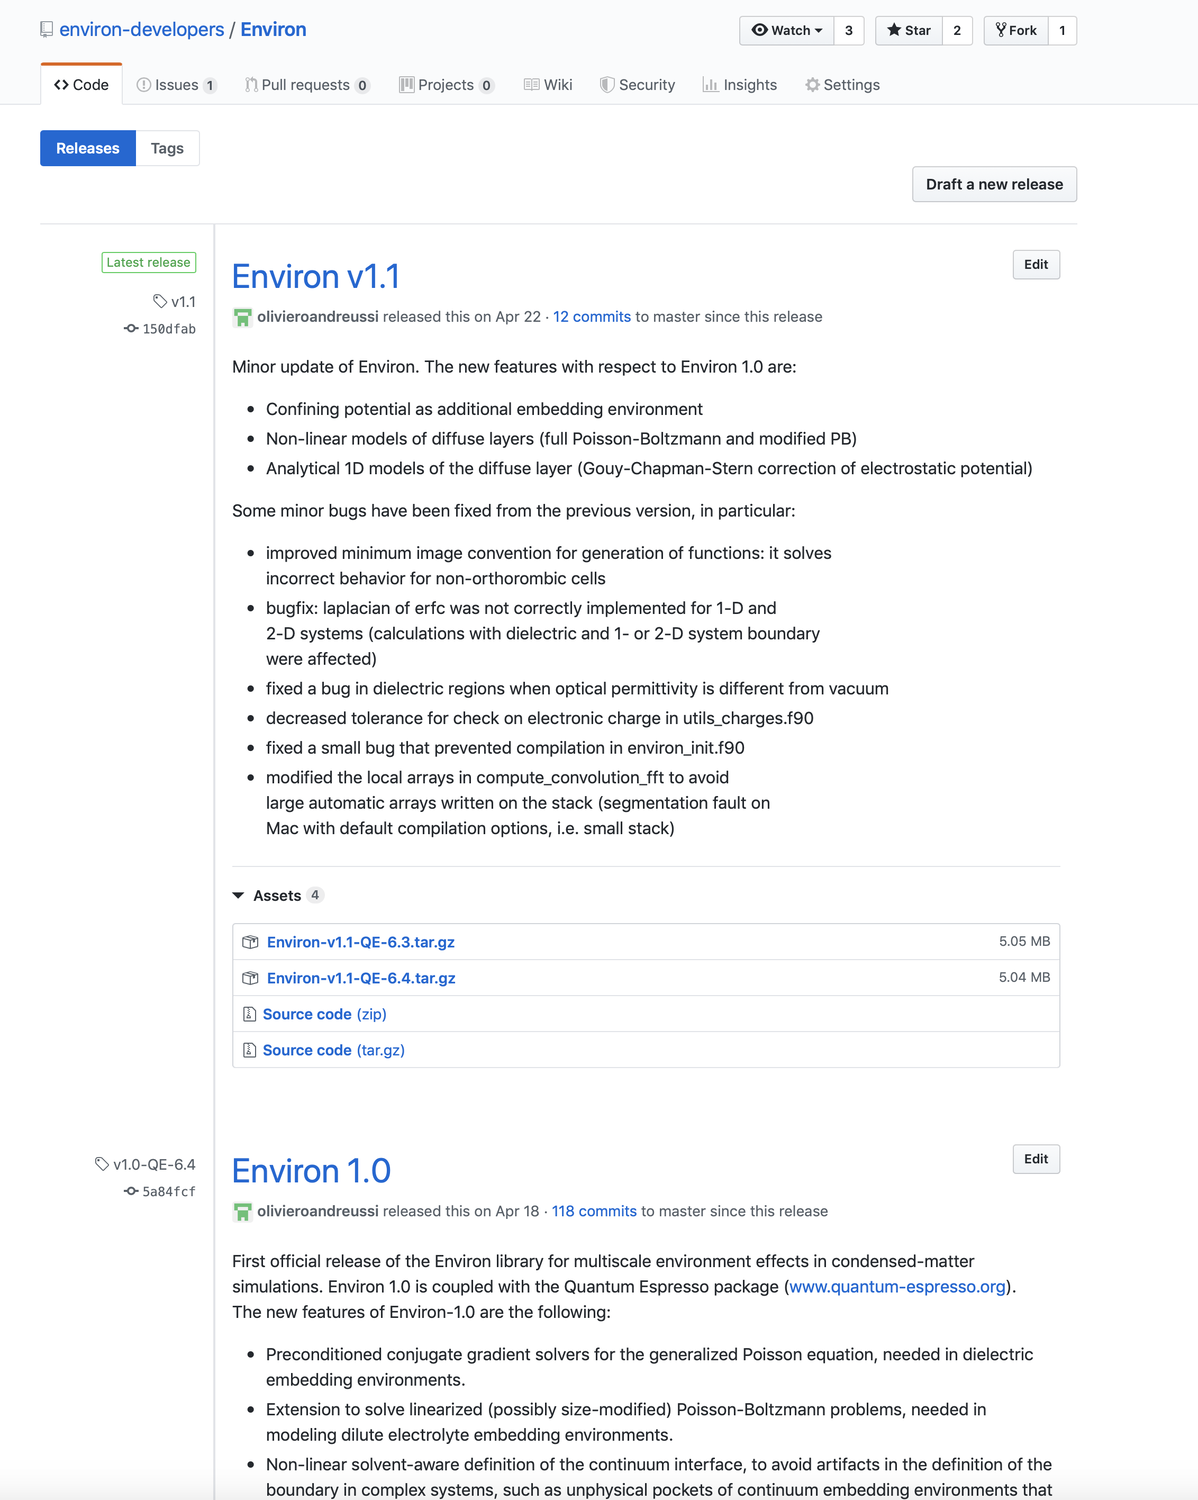 environ-developers / Environ
Watch 3 Star 2 Fork 1
Code Issues 1 Pull requests 0 Projects 0 Wiki Security Insights Settings
Releases Tags
Draft a new release
Latest release
v1.1
150dfab
Environ v1.1
Edit
olivieroandreussi released this on Apr 22 · 12 commits to master since this release
Minor update of Environ. The new features with respect to Environ 1.0 are:
• Confining potential as additional embedding environment
• Non-linear models of diffuse layers (full Poisson-Boltzmann and modified PB)
• Analytical 1D models of the diffuse layer (Gouy-Chapman-Stern correction of electrostatic potential)
Some minor bugs have been fixed from the previous version, in particular:
• improved minimum image convention for generation of functions: it solves
incorrect behavior for non-orthorombic cells
• bugfix: laplacian of erfc was not correctly implemented for 1-D and
2-D systems (calculations with dielectric and 1- or 2-D system boundary
were affected)
• fixed a bug in dielectric regions when optical permittivity is different from vacuum
• decreased tolerance for check on electronic charge in utils_charges.f90
• fixed a small bug that prevented compilation in environ_init.f90
• modified the local arrays in compute_convolution_fft to avoid
large automatic arrays written on the stack (segmentation fault on
Mac with default compilation options, i.e. small stack)
Assets 4
Environ-v1.1-QE-6.3.tar.gz 5.05 MB
Environ-v1.1-QE-6.4.tar.gz 5.04 MB
Source code (zip)
Source code (tar.gz)
v1.0-QE-6.4
5a84fcf
Environ 1.0
Edit
olivieroandreussi released this on Apr 18 · 118 commits to master since this release
First official release of the Environ library for multiscale environment effects in condensed-matter
simulations. Environ 1.0 is coupled with the Quantum Espresso package (www.quantum-espresso.org).
The new features of Environ-1.0 are the following:
• Preconditioned conjugate gradient solvers for the generalized Poisson equation, needed in dielectric
embedding environments.
• Extension to solve linearized (possibly size-modified) Poisson-Boltzmann problems, needed in
modeling dilute electrolyte embedding environments.
• Non-linear solvent-aware definition of the continuum interface, to avoid artifacts in the definition of the
boundary in complex systems, such as unphysical pockets of continuum embedding environments that